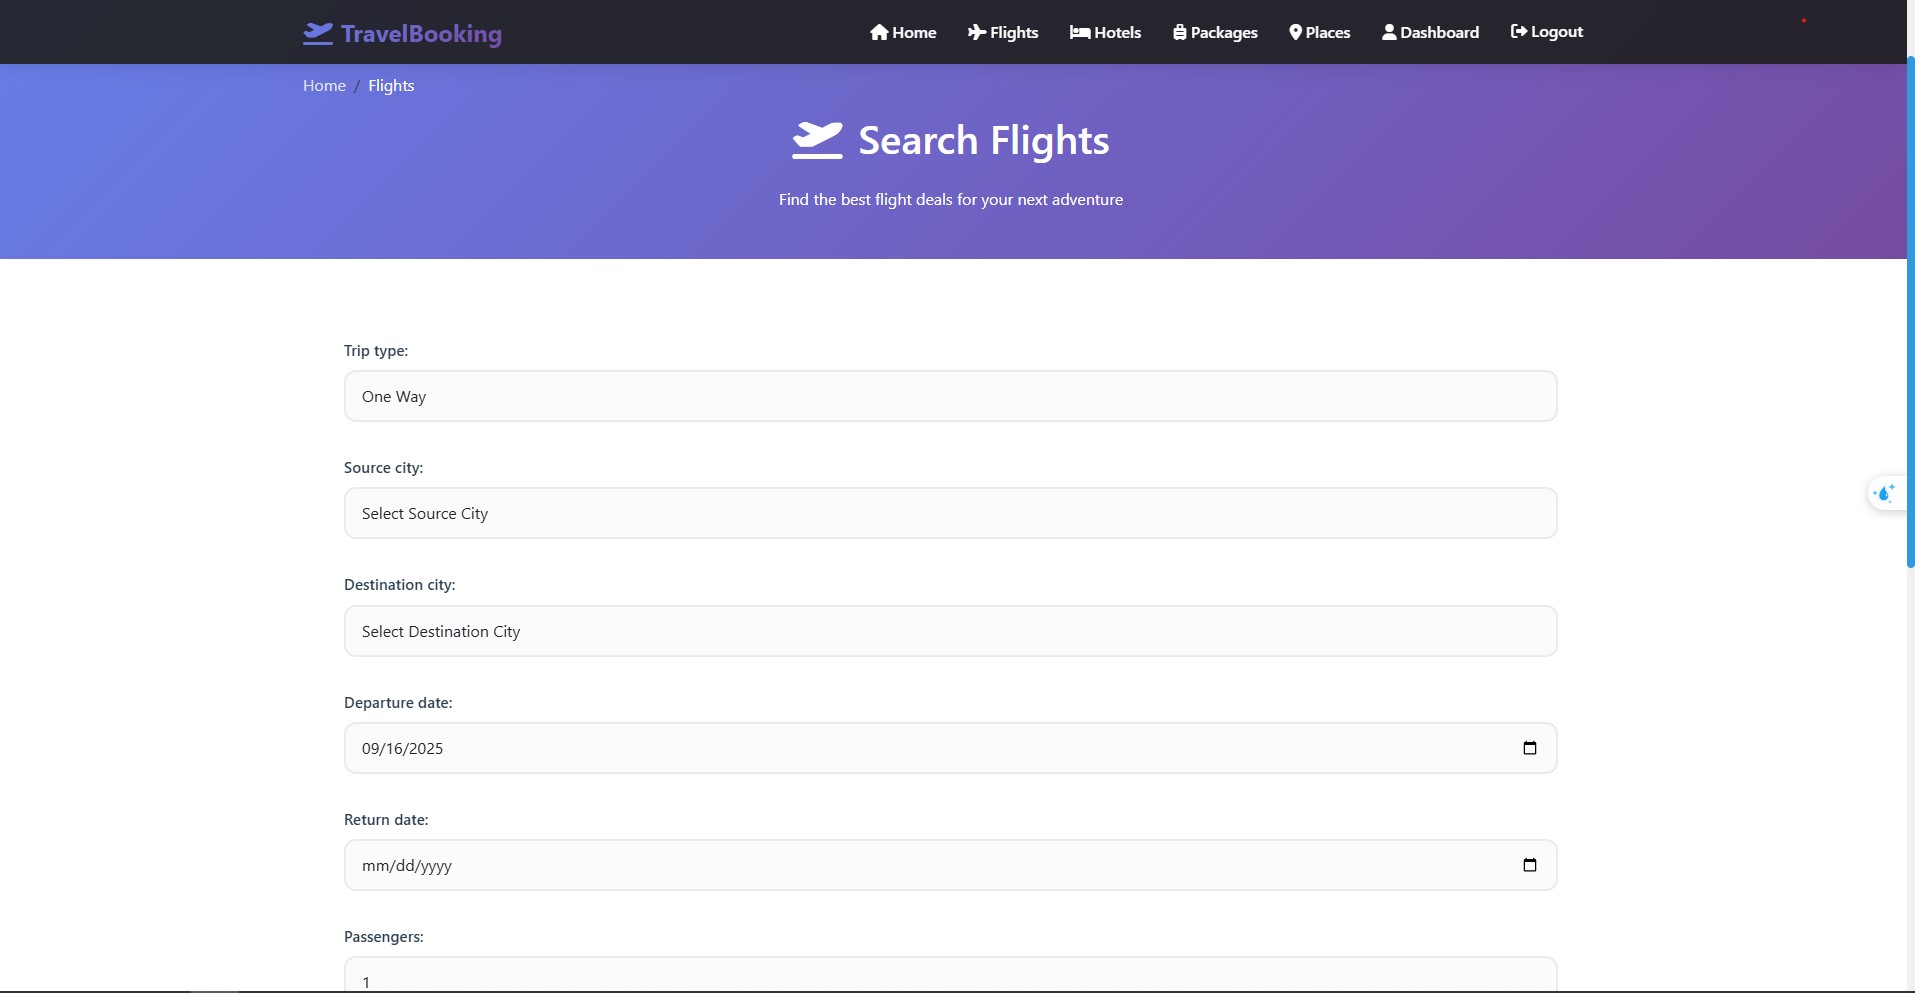 TravelBooking Home Flights Hotels Packages Places Dashboard Logout
Home / Flights
Search Flights
Find the best flight deals for your next adventure
Trip type:
One Way
Source city:
Select Source City
Destination city:
Select Destination City
Departure date:
09/16/2025
Return date:
mm/dd/yyyy
Passengers:
1